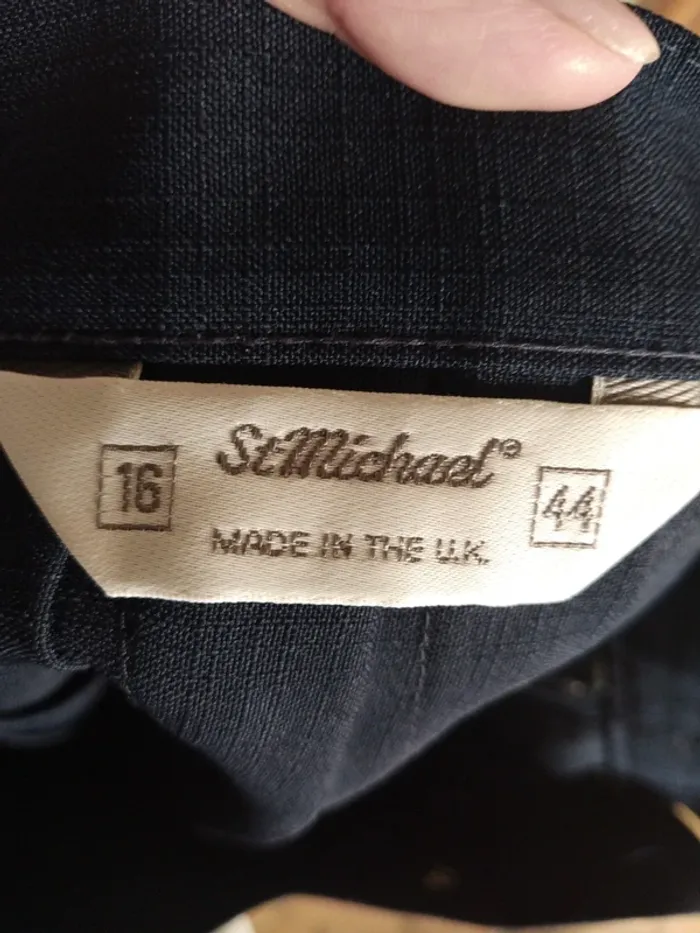 16
StMichael®
44
MADE IN THE U.K.